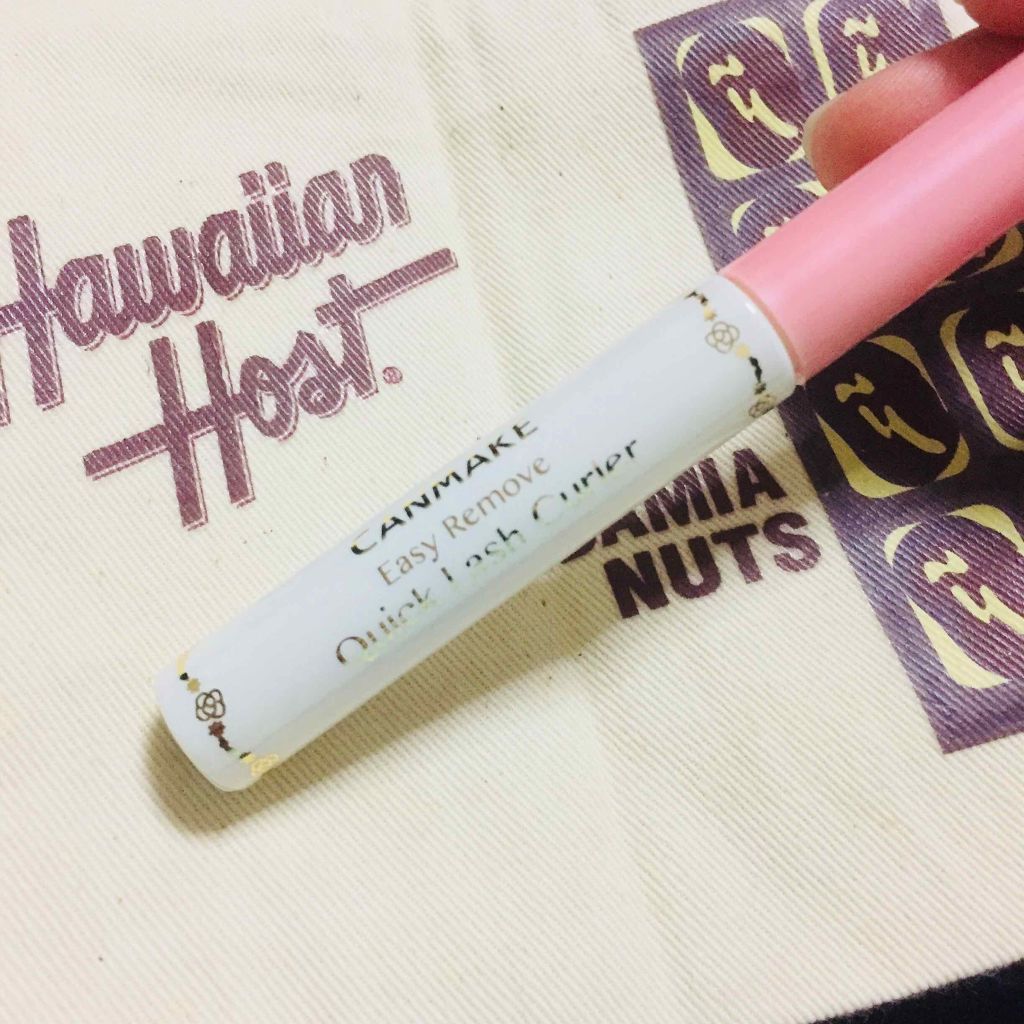 Hawaiian
Host.
CANMAKE
Easy Remove
Quick Lash Curler
NUTS